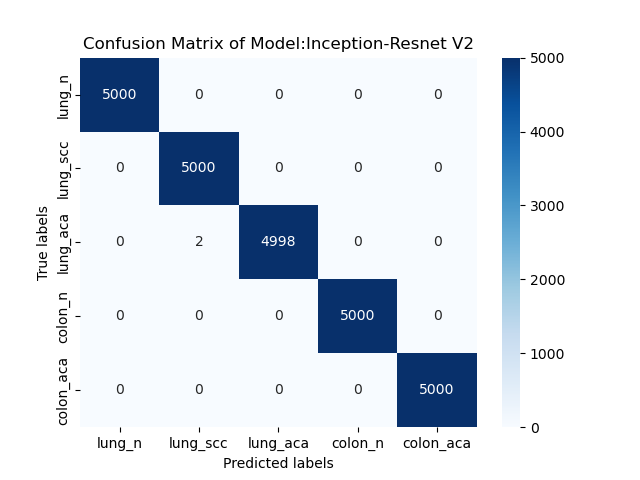 Confusion Matrix of Model:Inception-Resnet V2
True labels
lung_n 5000 0 0 0 0
lung_scc 0 5000 0 0 0
lung_aca 0 2 4998 0 0
colon_n 0 0 0 5000 0
colon_aca 0 0 0 0 5000
lung_n lung_scc lung_aca colon_n colon_aca
Predicted labels
5000
4000
3000
2000
1000
0